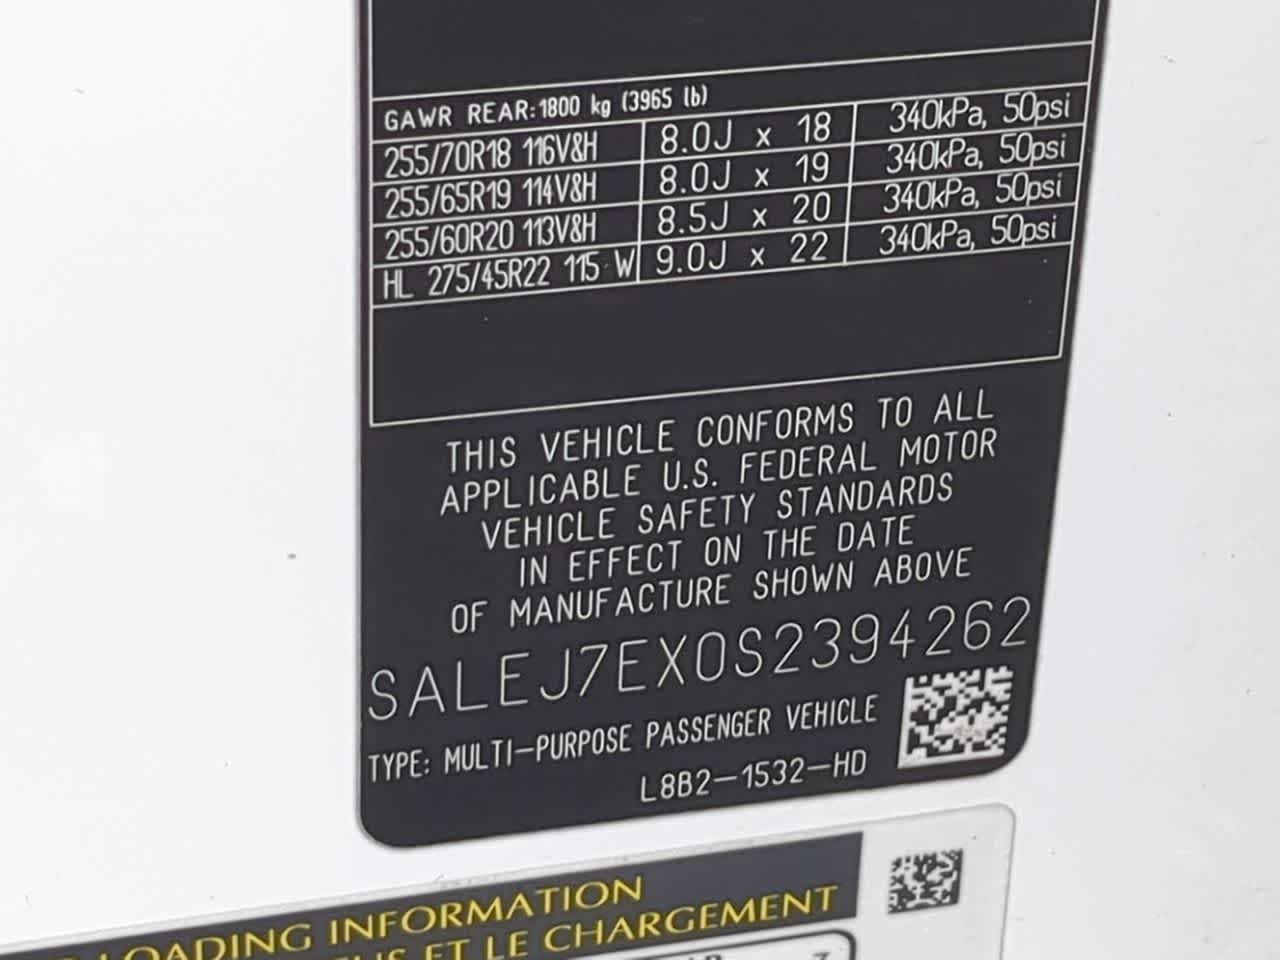 GAWR REAR: 1800 kg (3965 lb)
255/70R18 116V&H 8.0J x 18 340kPa, 50psi
255/65R19 114V&H 8.0J x 19 340kPa, 50psi
255/60R20 113V&H 8.5J x 20 340kPa, 50psi
HL 275/45R22 115 W 9.0J x 22 340kPa, 50psi
THIS VEHICLE CONFORMS TO ALL
APPLICABLE U.S. FEDERAL MOTOR
VEHICLE SAFETY STANDARDS
IN EFFECT ON THE DATE
OF MANUFACTURE SHOWN ABOVE
SALEJ7EX0S2394262
TYPE: MULTI-PURPOSE PASSENGER VEHICLE
L8B2-1532-HD
LOADING INFORMATION
ET LE CHARGEMENT